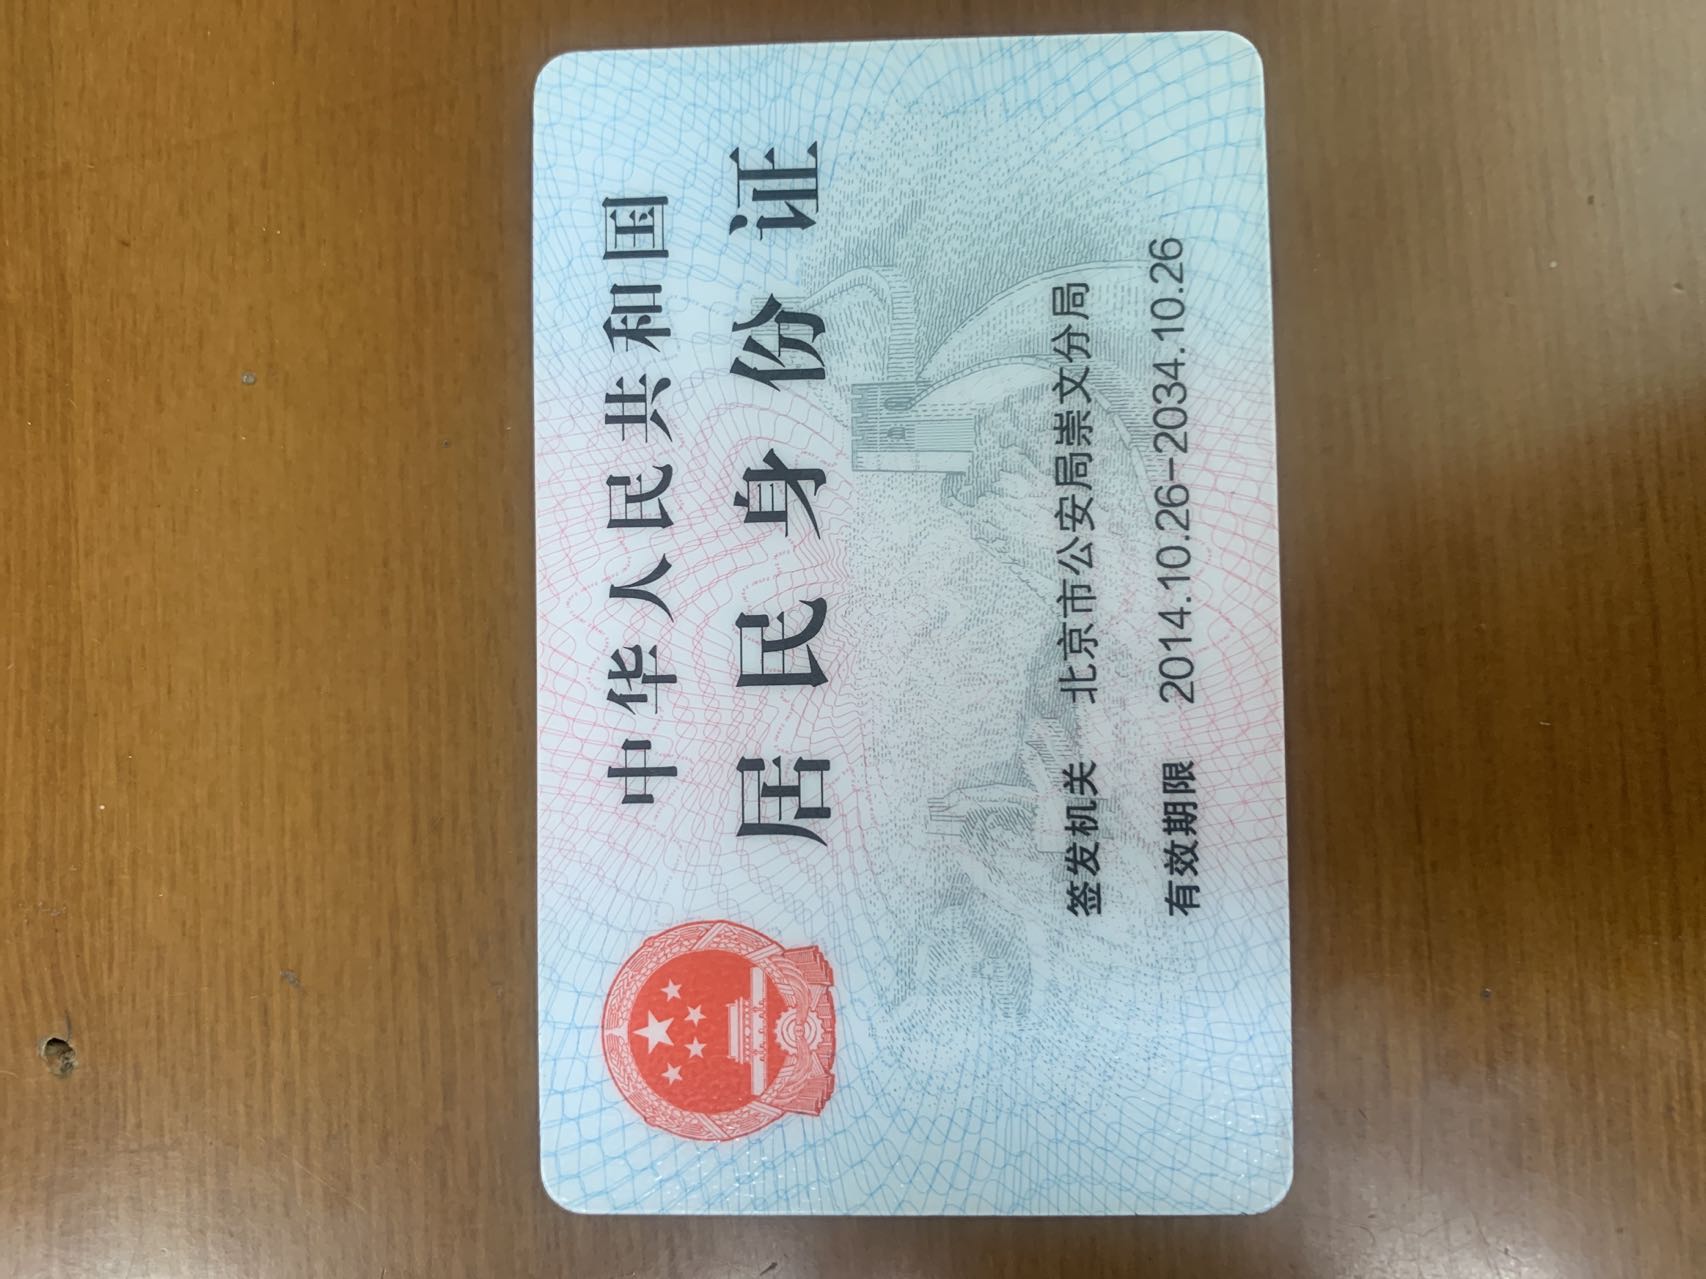 中华人民共和国
居民身份证
签发机关 北京市公安局崇文分局
有效期限 2014.10.26-2034.10.26